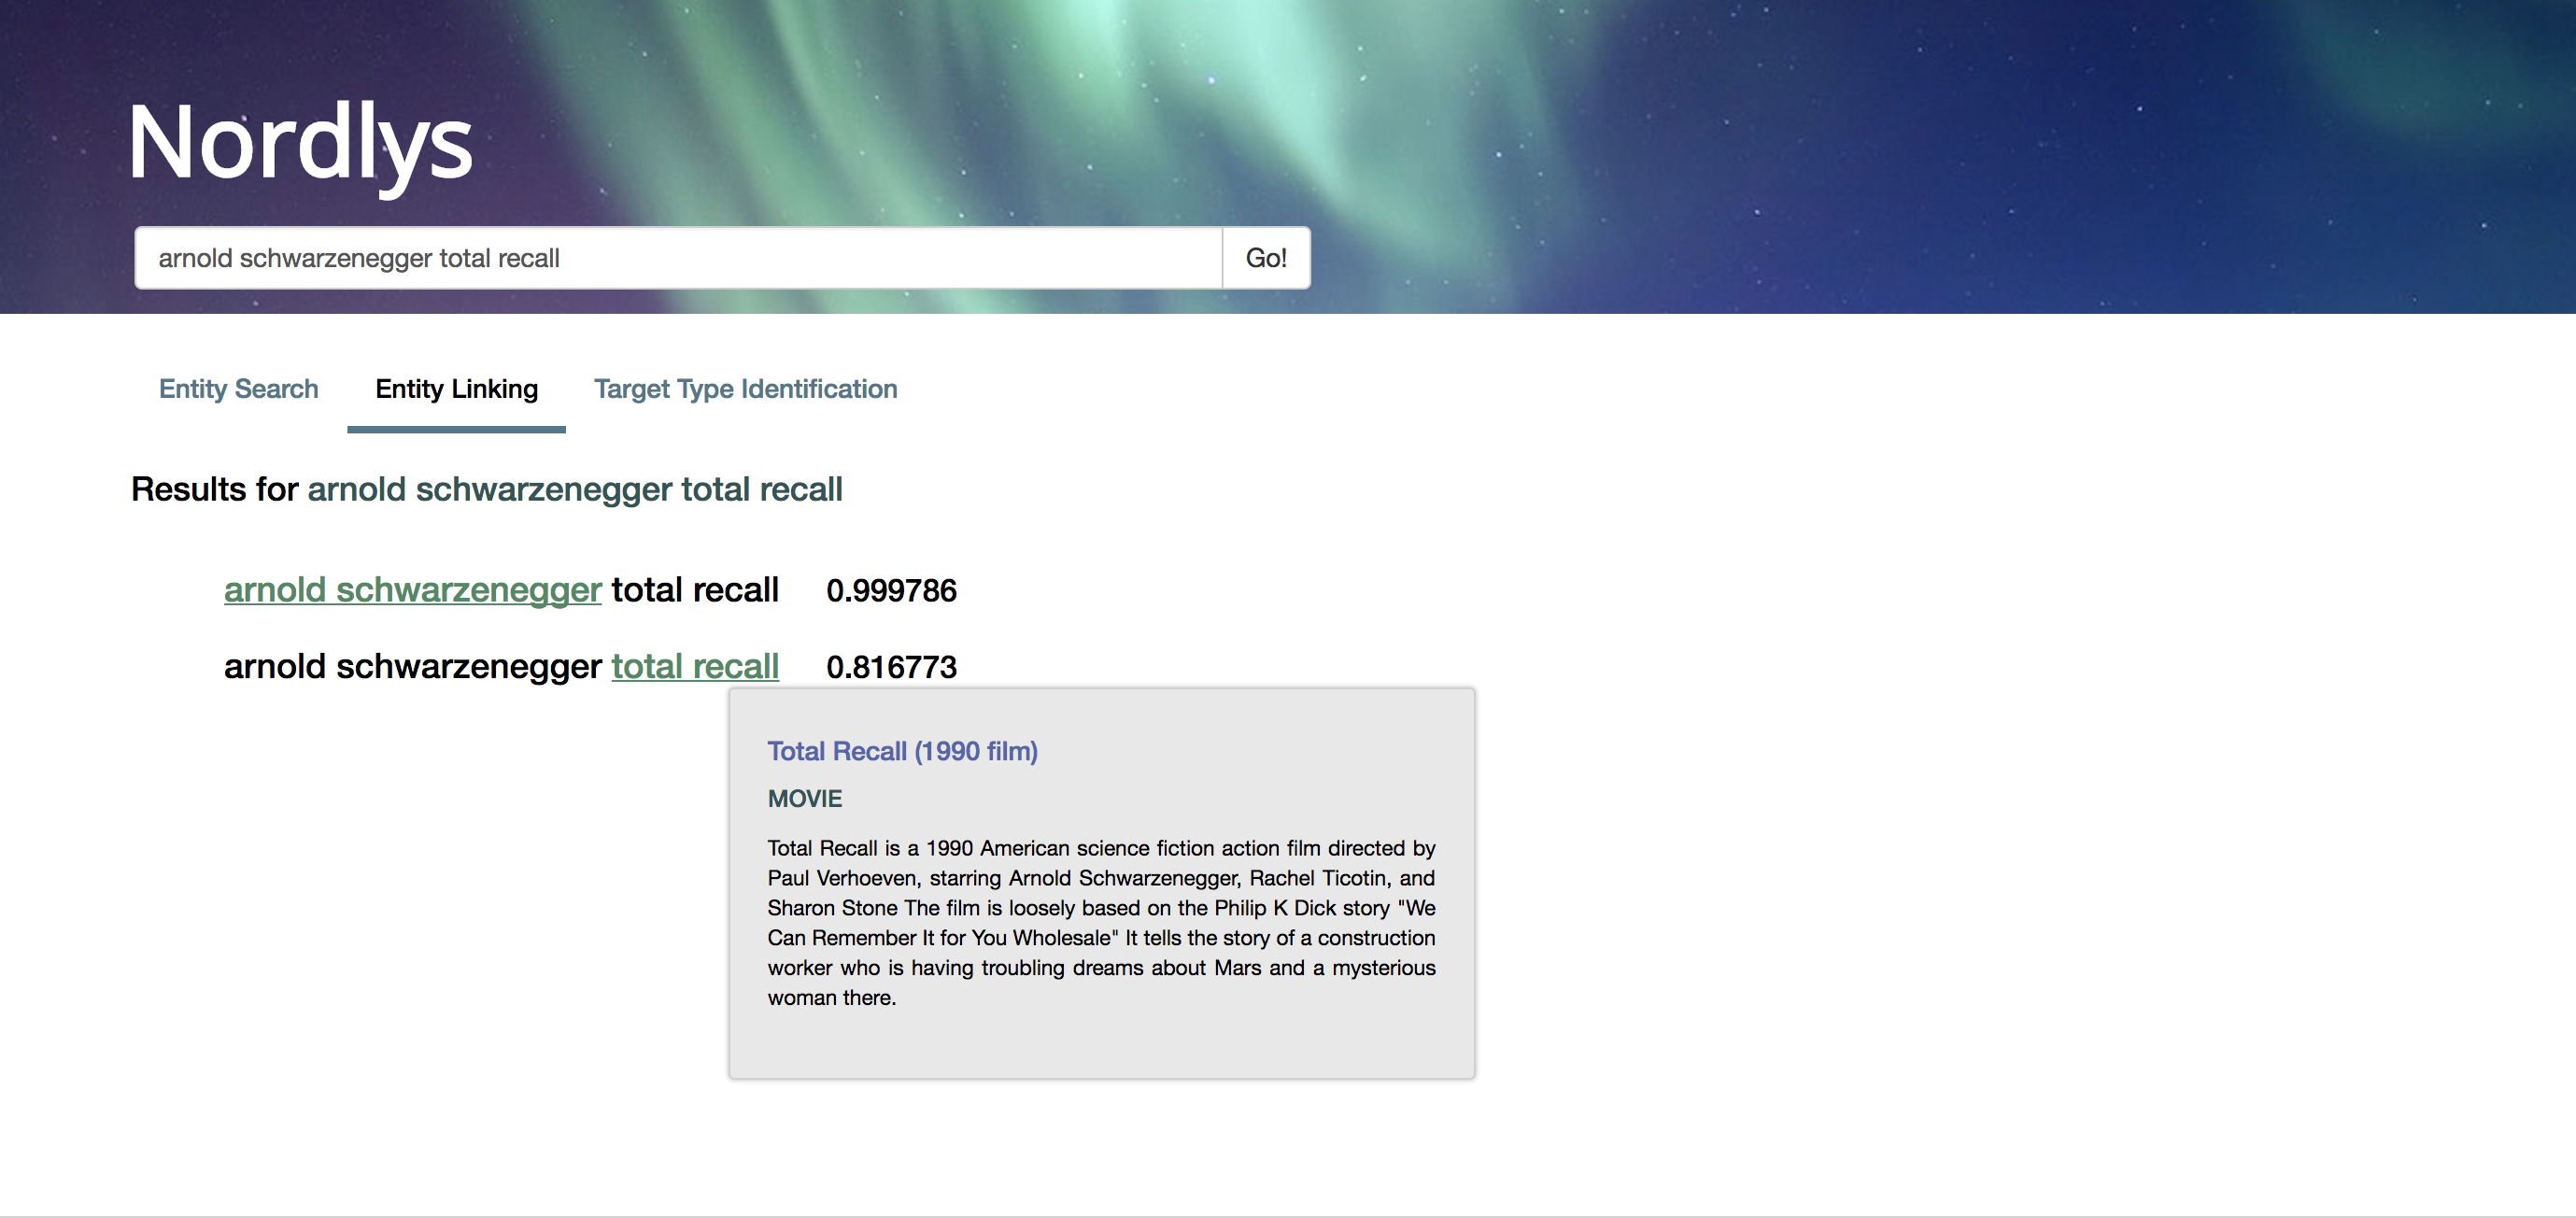 Nordlys
arnold schwarzenegger total recall Go!
Entity Search Entity Linking Target Type Identification
Results for arnold schwarzenegger total recall
arnold schwarzenegger total recall 0.999786
arnold schwarzenegger total recall 0.816773
Total Recall (1990 film)
MOVIE
Total Recall is a 1990 American science fiction action film directed by
Paul Verhoeven, starring Arnold Schwarzenegger, Rachel Ticotin, and
Sharon Stone The film is loosely based on the Philip K Dick story "We
Can Remember It for You Wholesale" It tells the story of a construction
worker who is having troubling dreams about Mars and a mysterious
woman there.